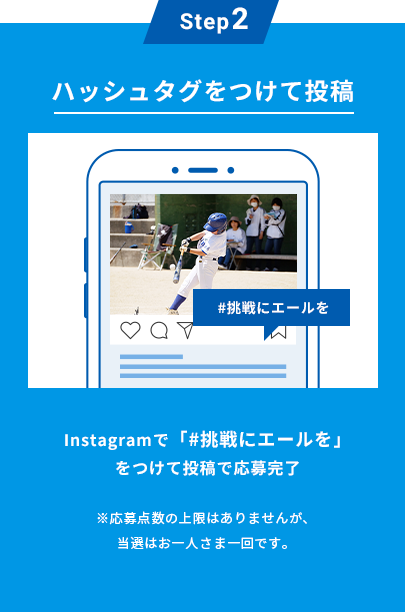 Step2
ハッシュタグをつけて投稿
#挑戦にエールを
Instagramで「#挑戦にエールを」
をつけて投稿で応募完了
※応募点数の上限はありませんが、
当選はお一人さま一回です。